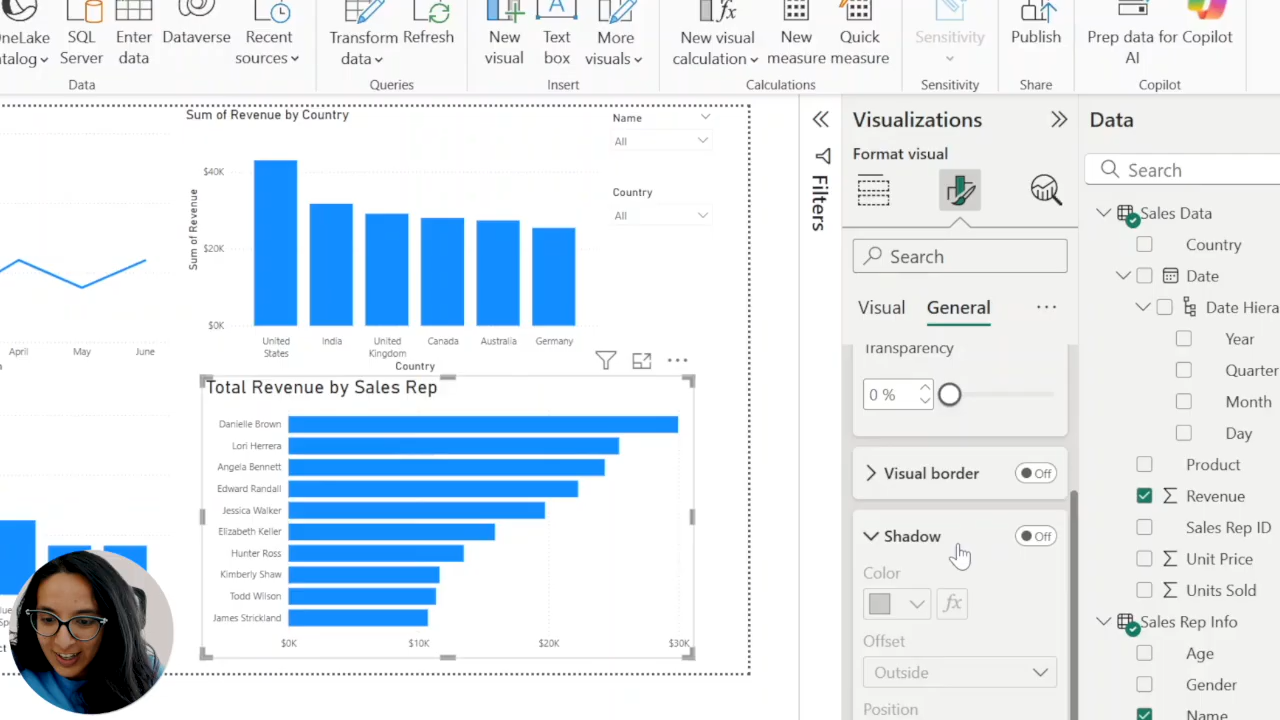 OneLake
catalog
SQL
Server
Enter
data
Dataverse
Recent
sources
Data
Transform
data
Refresh
Queries
New
visual
A
Text
box
More
visuals
Insert
fx
New visual
calculation
New
measure
Quick
measure
Calculations
Sensitivity
Sensitivity
Publish
Share
Prep data for
AI
Copilot
Copilot
April
May
June
Sum of Revenue by Country
Sum of Revenue
$40K
$20K
$0K
United
States
India
United
Kingdom
Canada
Australia
Germany
Country
Name
All
Country
All
Total Revenue by Sales Rep
Danielle Brown
Lori Herrera
Angela Bennett
Edward Randall
Jessica Walker
Elizabeth Keller
Hunter Ross
Kimberly Shaw
Todd Wilson
James Strickland
$0K
$10K
$20K
$30K
Filters
Visualizations
Format visual
Search
Visual
General
Transparency
0 %
Visual border
Off
Shadow
Off
Color
fx
Offset
Outside
Position
Data
Search
Sales Data
Country
Date
Date Hiera
Year
Quarter
Month
Day
Product
Σ Revenue
Sales Rep ID
Σ Unit Price
Σ Units Sold
Sales Rep Info
Age
Gender
Name